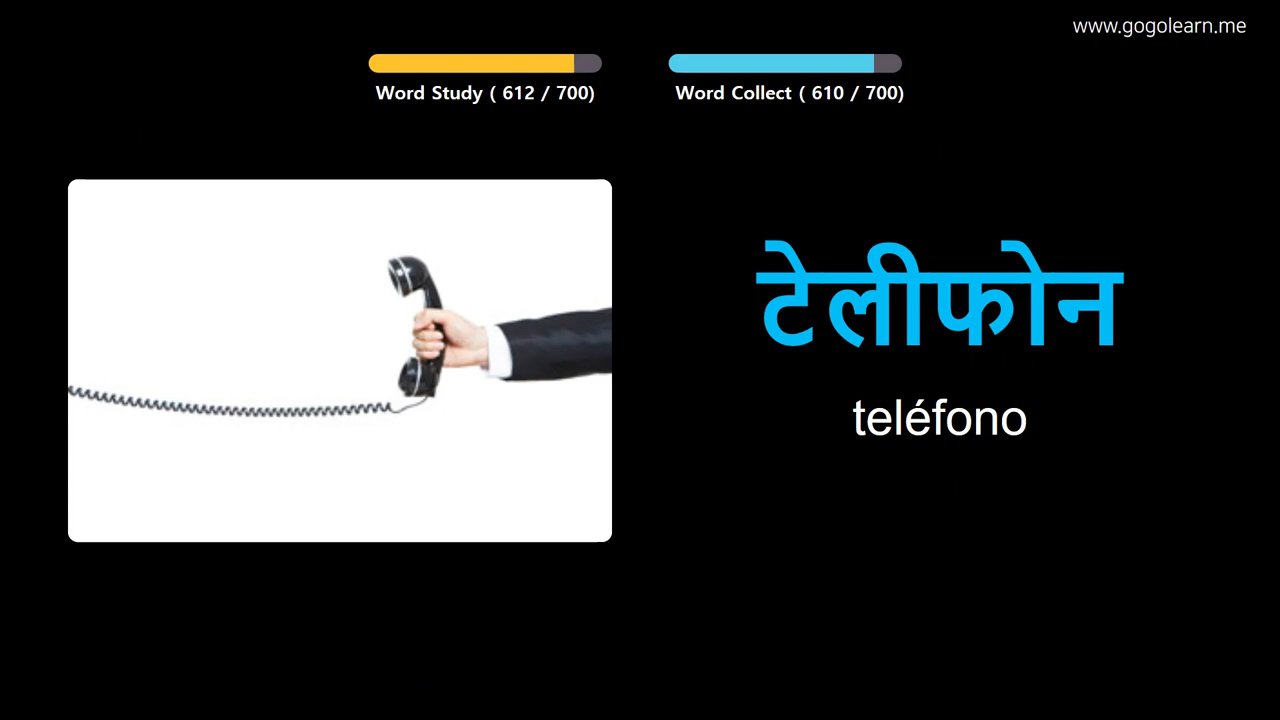 www.gogolearn.me
Word Study ( 612 / 700)
Word Collect ( 610 / 700)
टेलीफोन
teléfono